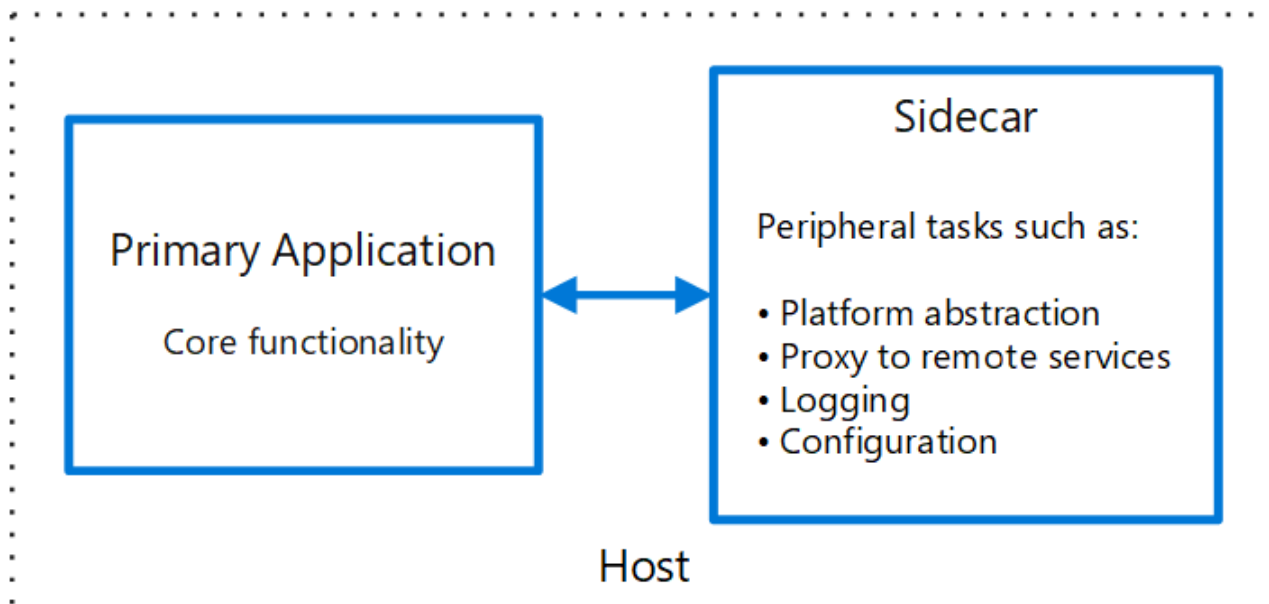 Primary Application
Core functionality
Sidecar
Peripheral tasks such as:
• Platform abstraction
• Proxy to remote services
• Logging
• Configuration
Host